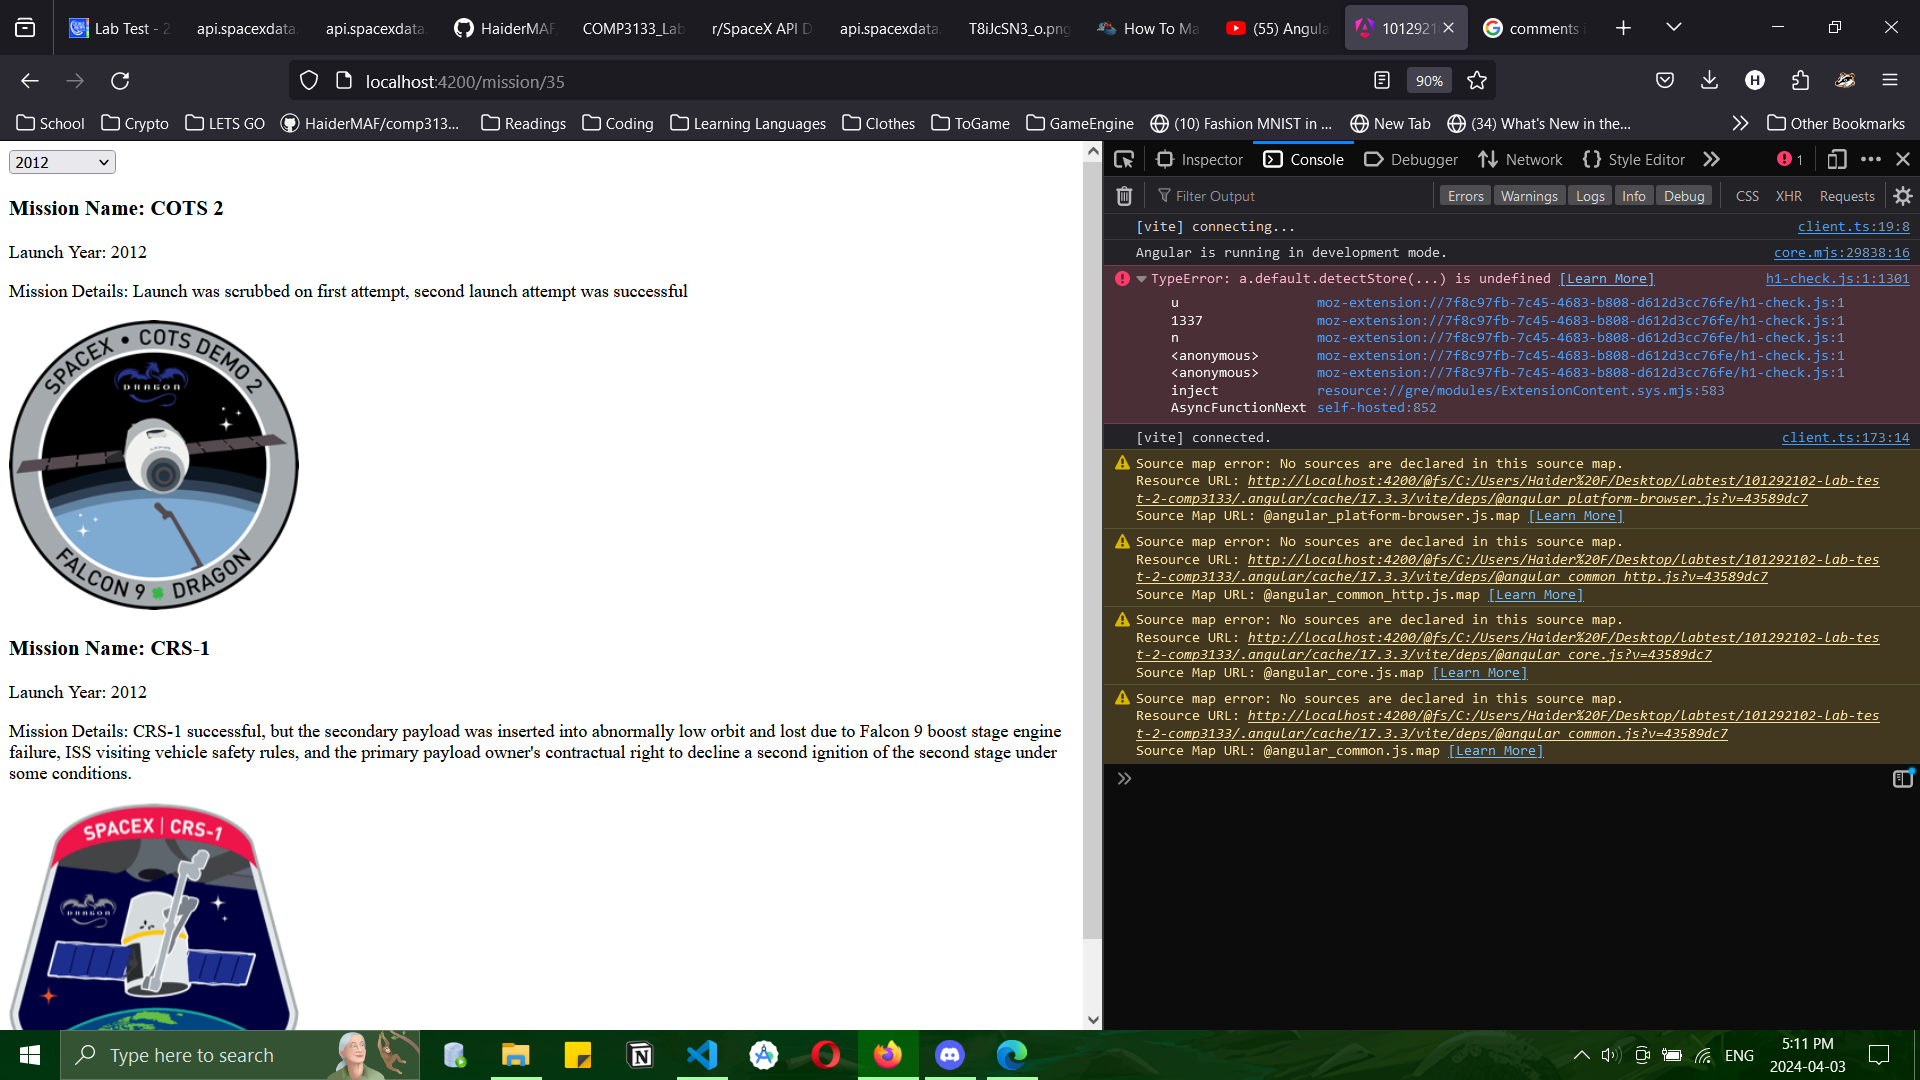 Lab Test - 2
api.spacexdata.
api.spacexdata.
HaiderMAF
COMP3133_Lab
r/SpaceX API D
api.spacexdata.
T8iJcSN3_o.png
How To Ma
(55) Angula
1012921
comments i
localhost:4200/mission/35
90%
H
School
Crypto
LETS GO
HaiderMAF/comp313...
Readings
Coding
Learning Languages
Clothes
ToGame
GameEngine
(10) Fashion MNIST in ...
New Tab
(34) What's New in the...
Other Bookmarks
2012
Mission Name: COTS 2
Launch Year: 2012
Mission Details: Launch was scrubbed on first attempt, second launch attempt was successful
SPACEX • COTS DEMO 2
DRAGON
FALCON 9 DRAGON
Mission Name: CRS-1
Launch Year: 2012
Mission Details: CRS-1 successful, but the secondary payload was inserted into abnormally low orbit and lost due to Falcon 9 boost stage engine
failure, ISS visiting vehicle safety rules, and the primary payload owner's contractual right to decline a second ignition of the second stage under
some conditions.
SPACEX | CRS-1
DRAGON
Inspector
Console
Debugger
Network
Style Editor
1
Filter Output
Errors
Warnings
Logs
Info
Debug
CSS
XHR
Requests
[vite] connecting... client.ts:19:8
Angular is running in development mode. core.mjs:29838:16
TypeError: a.default.detectStore(...) is undefined [Learn More] h1-check.js:1:1301
u moz-extension://7f8c97fb-7c45-4683-b808-d612d3cc76fe/h1-check.js:1
1337 moz-extension://7f8c97fb-7c45-4683-b808-d612d3cc76fe/h1-check.js:1
n moz-extension://7f8c97fb-7c45-4683-b808-d612d3cc76fe/h1-check.js:1
<anonymous> moz-extension://7f8c97fb-7c45-4683-b808-d612d3cc76fe/h1-check.js:1
<anonymous> moz-extension://7f8c97fb-7c45-4683-b808-d612d3cc76fe/h1-check.js:1
inject resource://gre/modules/ExtensionContent.sys.mjs:583
AsyncFunctionNext self-hosted:852
[vite] connected. client.ts:173:14
Source map error: No sources are declared in this source map.
Resource URL: http://localhost:4200/@fs/C:/Users/Haider%20F/Desktop/labtest/101292102-lab-tes
t-2-comp3133/.angular/cache/17.3.3/vite/deps/@angular_platform-browser.js?v=43589dc7
Source Map URL: @angular_platform-browser.js.map [Learn More]
Source map error: No sources are declared in this source map.
Resource URL: http://localhost:4200/@fs/C:/Users/Haider%20F/Desktop/labtest/101292102-lab-tes
t-2-comp3133/.angular/cache/17.3.3/vite/deps/@angular_common_http.js?v=43589dc7
Source Map URL: @angular_common_http.js.map [Learn More]
Source map error: No sources are declared in this source map.
Resource URL: http://localhost:4200/@fs/C:/Users/Haider%20F/Desktop/labtest/101292102-lab-tes
t-2-comp3133/.angular/cache/17.3.3/vite/deps/@angular_core.js?v=43589dc7
Source Map URL: @angular_core.js.map [Learn More]
Source map error: No sources are declared in this source map.
Resource URL: http://localhost:4200/@fs/C:/Users/Haider%20F/Desktop/labtest/101292102-lab-tes
t-2-comp3133/.angular/cache/17.3.3/vite/deps/@angular_common.js?v=43589dc7
Source Map URL: @angular_common.js.map [Learn More]
Type here to search
ENG
5:11 PM
2024-04-03